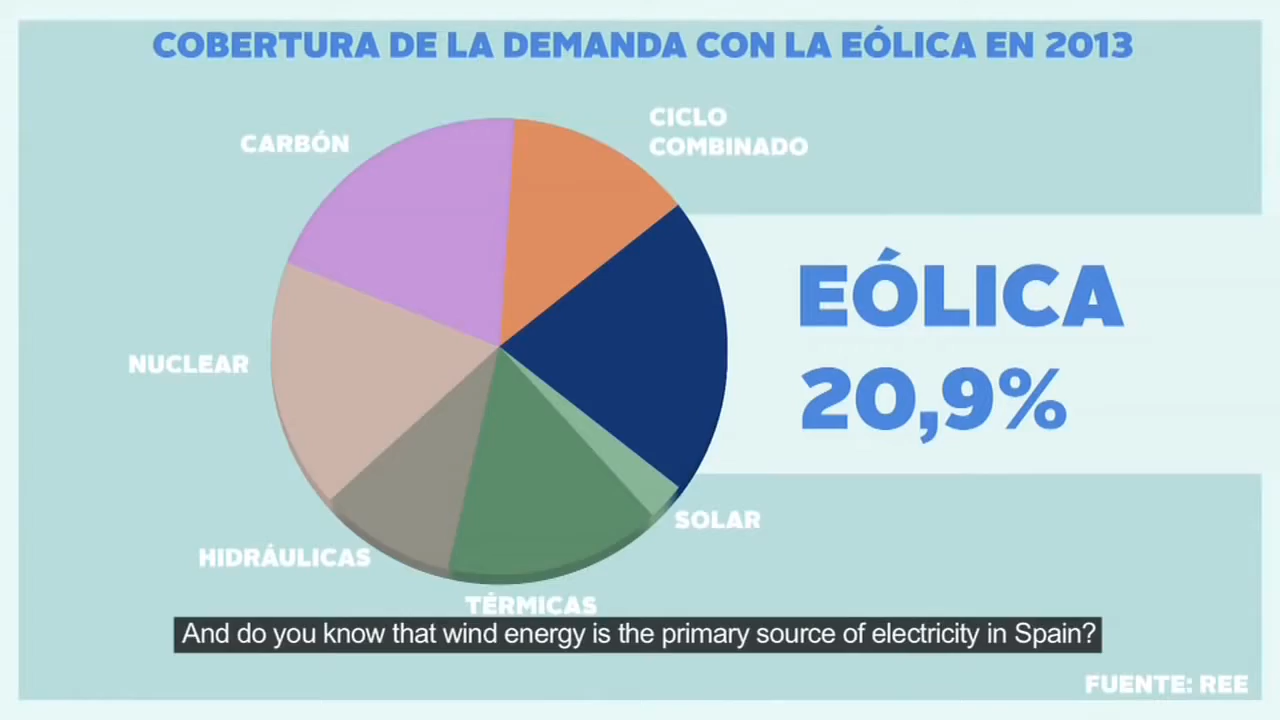 COBERTURA DE LA DEMANDA CON LA EÓLICA EN 2013
CICLO
COMBINADO
CARBÓN
EÓLICA
20,9%
NUCLEAR
SOLAR
HIDRÁULICAS
TÉRMICAS
And do you know that wind energy is the primary source of electricity in Spain?
FUENTE: REE